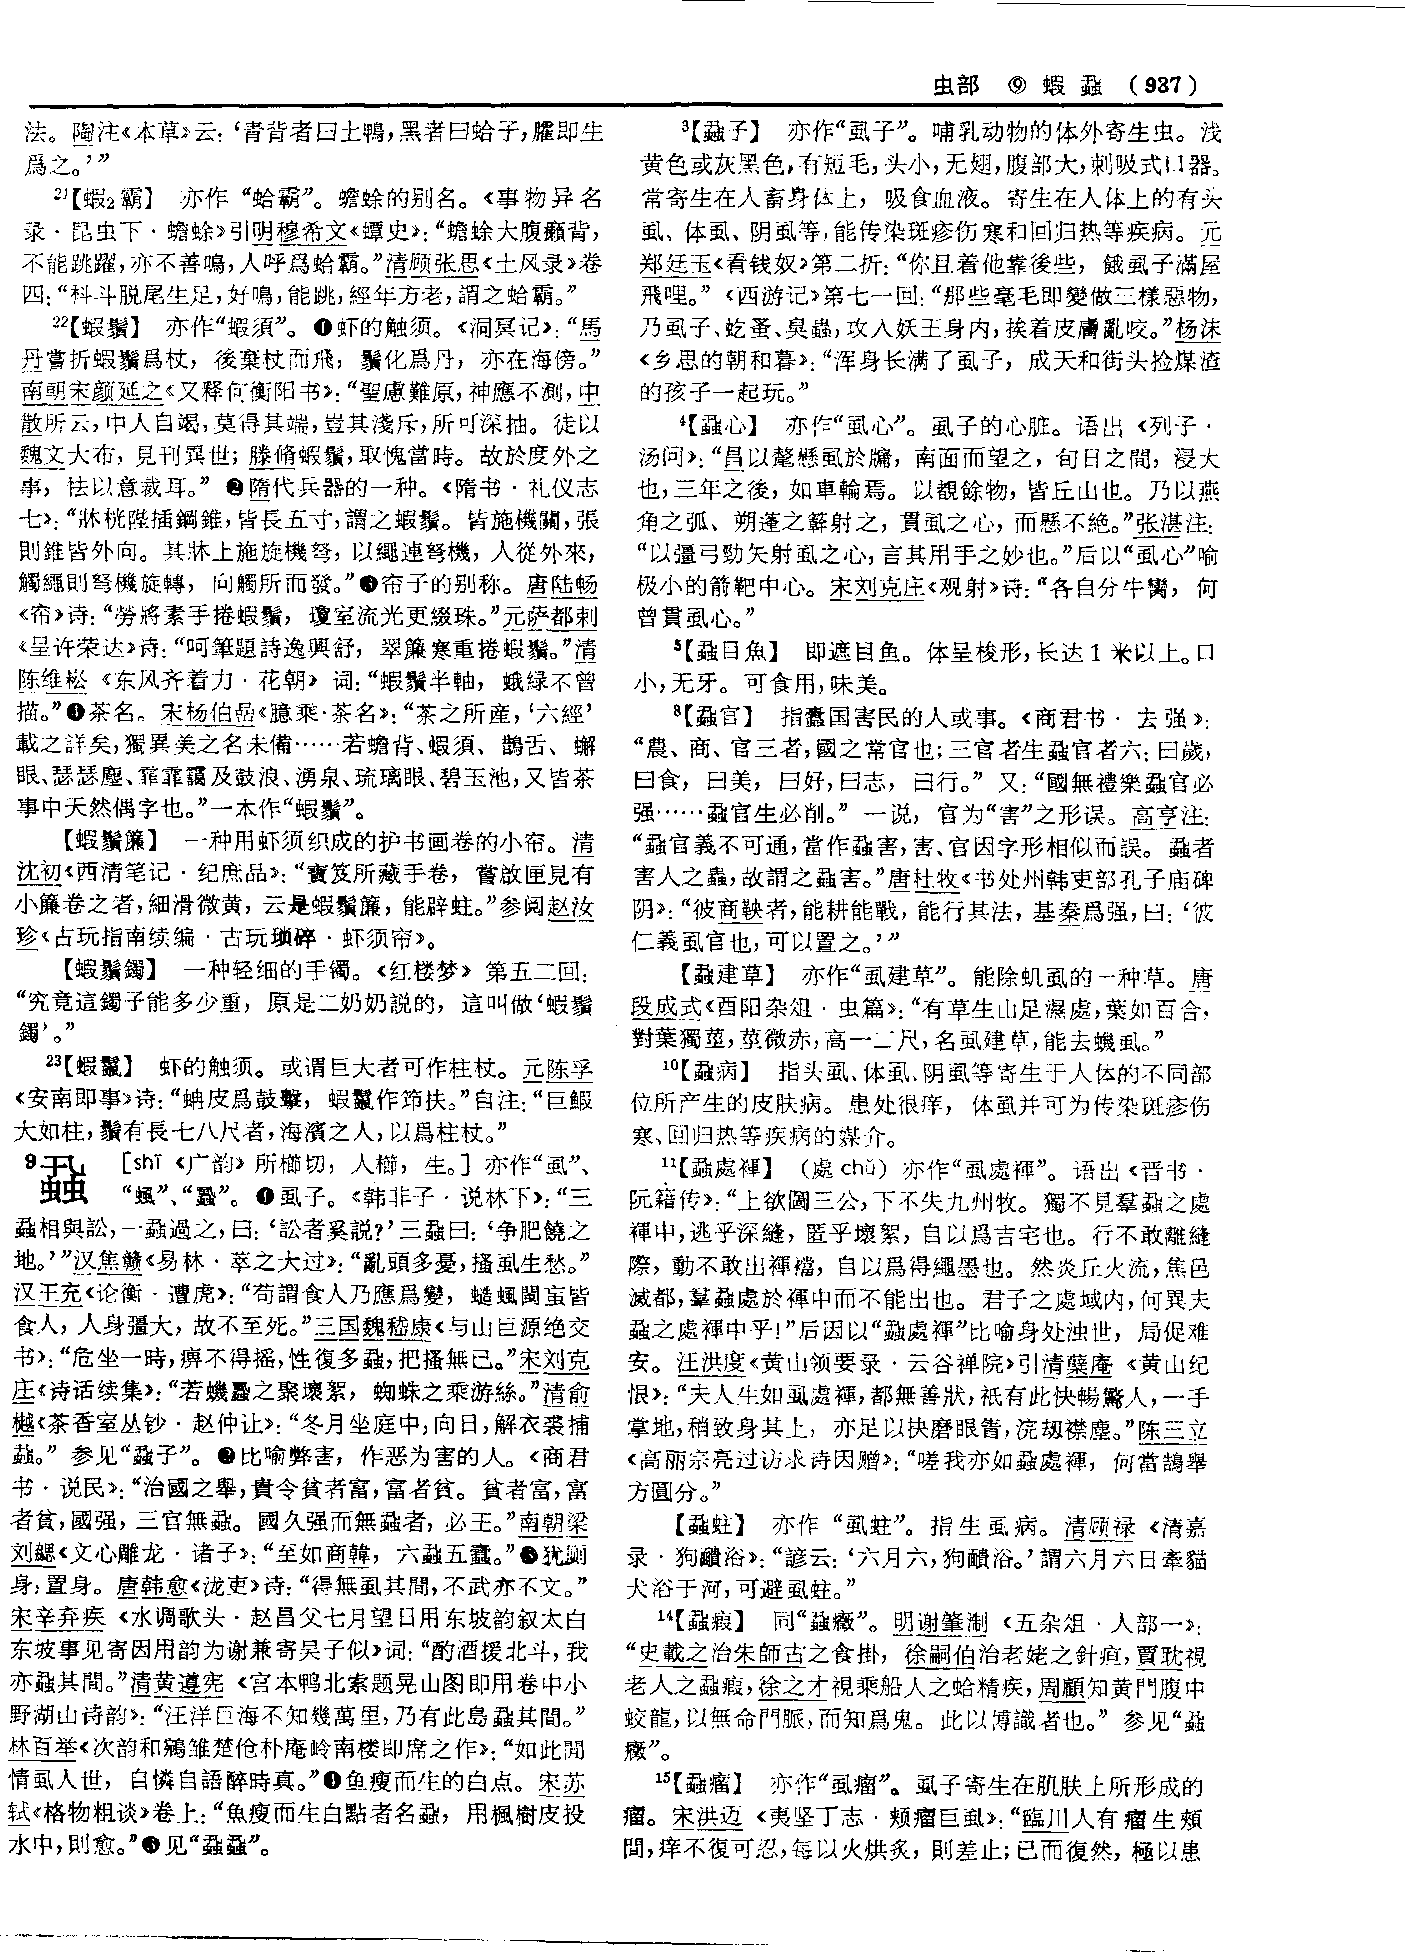 虫部　⑨　蝦　蝨　(937)
法。陶注《本草》云：‘青背者曰土鴨，黑者曰蛤子，臛即生
爲之。’”
21【蝦₂霸】　亦作“蛤霸”。蟾蜍的别名。《事物异名
录·昆虫下·蟾蜍》引明穆希文《蟫史》：“蟾蜍大腹癩背，
不能跳躍，亦不善鳴，人呼爲蛤霸。”清顾张思《土风录》卷
四：“科斗脱尾生足，好鳴，能跳，經年方老，謂之蛤霸。”
22【蝦鬚】　亦作“蝦須”。❶虾的触须。《洞冥记》：“馬
丹嘗折蝦鬚爲杖，後棄杖而飛，鬚化爲丹，亦在海傍。”
南朝宋颜延之《又释何衡阳书》：“聖慮難原，神應不測，中
散所云，中人自竭，莫得其端，豈其淺斥，所可深抽。徒以
魏文大布，見刊異世；滕脩蝦鬚，取愧當時。故於度外之
事，怯以意裁耳。”❷隋代兵器的一种。《隋书·礼仪志
七》：“牀桄陛插鋼錐，皆長五寸，謂之蝦鬚。皆施機關，張
則錐皆外向。其牀上施旋機弩，以繩連弩機，人從外來，
觸繩則弩機旋轉，向觸所而發。”❸帘子的别称。唐陆畅
《帘》诗：“勞將素手捲蝦鬚，瓊室流光更綴珠。”元萨都剌
《呈许荣达》诗：“呵筆題詩逸興舒，翠簾寒重捲蝦鬚。”清
陈维崧《东风齐着力·花朝》词：“蝦鬚半軸，蛾緑不曾
描。”❹茶名。宋杨伯嵒《臆乘·茶名》：“茶之所産，‘六經’
載之詳矣，獨異美之名未備……若蟾背、蝦須、鵲舌、蠏
眼、瑟瑟塵、霏霏靄及鼓浪、湧泉、琉璃眼、碧玉池，又皆茶
事中天然偶字也。”一本作“蝦鬚”。
【蝦鬚簾】　一种用虾须织成的护书画卷的小帘。清
沈初《西清笔记·纪庶品》：“寶笈所藏手卷，嘗啟匣見有
小簾卷之者，細滑微黄，云是蝦鬚簾，能辟蛀。”参阅赵汝
珍《古玩指南续编·古玩琐碎·虾须帘》。
【蝦鬚鐲】　一种轻细的手镯。《红楼梦》第五二回：
“究竟這鐲子能多少重，原是二奶奶説的，這叫做‘蝦鬚
鐲’。”
23【蝦鬣】　虾的触须。或谓巨大者可作柱杖。元陈孚
《安南即事》诗：“蚺皮爲鼓擊，蝦鬣作笻扶。”自注：“巨鰕
大如柱，鬚有長七八尺者，海濱之人，以爲柱杖。”
9蝨　[shī《广韵》所櫛切，人櫛，生。]亦作“虱”、
“蝨”、“蟁”。❶虱子。《韩非子·说林下》：“三
蝨相與訟，一蝨過之，曰：‘訟者奚説？’三蝨曰：‘争肥饒之
地。’”汉焦赣《易林·萃之大过》：“亂頭多憂，搔虱生愁。”
汉王充《论衡·遭虎》：“苟謂食人乃應爲變，蚤蝨閩虻皆
食人，人身彊大，故不至死。”三国魏嵇康《与山巨源绝交
书》：“危坐一時，痹不得摇，性復多蝨，把搔無已。”宋刘克
庄《诗话续集》：“若蟣蝨之聚壞絮，蜘蛛之乘游絲。”清俞
樾《茶香室丛钞·赵仲让》：“冬月坐庭中，向日，解衣裘捕
蝨。”参见“蝨子”。❷比喻弊害，作恶为害的人。《商君
书·说民》：“治國之舉，貴令貧者富，富者貧。貧者富，富
者貧，國强，三官無蝨。國久强而無蝨者，必王。”南朝梁
刘勰《文心雕龙·诸子》：“至如商韓，六蝨五蠹。”❸犹厕
身；置身。唐韩愈《泷吏》诗：“得無虱其間，不武亦不文。”
宋辛弃疾《水调歌头·赵昌父七月望日用东坡韵叙太白
东坡事见寄因用韵为谢兼寄吴子似》词：“酌酒援北斗，我
亦蝨其間。”清黄遵宪《宫本鸭北索题晃山图即用卷中小
野湖山诗韵》：“汪洋巨海不知幾萬里，乃有此島蝨其間。”
林百举《次韵和鵷雏楚伧朴庵岭南楼即席之作》：“如此閒
情虱人世，自憐自語醉時真。”❹鱼瘦而生的白点。宋苏
轼《格物粗谈》卷上：“魚瘦而生白點者名蝨，用楓樹皮投
水中，則愈。”❺见“蝨蝨”。
3【蝨子】　亦作“虱子”。哺乳动物的体外寄生虫。浅
黄色或灰黑色，有短毛，头小，无翅，腹部大，刺吸式口器。
常寄生在人畜身体上，吸食血液。寄生在人体上的有头
虱、体虱、阴虱等，能传染斑疹伤寒和回归热等疾病。元
郑廷玉《看钱奴》第二折：“你且着他靠後些，餓虱子滿屋
飛哩。”《西游记》第七一回：“那些毫毛即變做三樣惡物，
乃虱子、虼蚤、臭蟲，攻入妖王身内，挨着皮膚亂咬。”杨沫
《乡思的朝和暮》：“浑身长满了虱子，成天和街头捡煤渣
的孩子一起玩。”
4【蝨心】　亦作“虱心”。虱子的心脏。语出《列子·
汤问》：“昌以氂懸虱於牖，南面而望之，旬日之間，浸大
也，三年之後，如車輪焉。以覩餘物，皆丘山也。乃以燕
角之弧、朔蓬之簳射之，貫虱之心，而懸不絶。”张湛注：
“以彊弓勁矢射虱之心，言其用手之妙也。”后以“虱心”喻
极小的箭靶中心。宋刘克庄《观射》诗：“各自分牛臠，何
曾貫虱心。”
5【蝨目魚】　即遮目鱼。体呈梭形，长达1米以上。口
小，无牙。可食用，味美。
8【蝨官】　指蠹国害民的人或事。《商君书·去强》：
“農、商、官三者，國之常官也；三官者生蝨官者六：曰歲，
曰食，曰美，曰好，曰志，曰行。”又：“國無禮樂蝨官必
强……蝨官生必削。”一说，官为“害”之形误。高亨注：
“蝨官義不可通，當作蝨害，害、官因字形相似而誤。蝨者
害人之蟲，故謂之蝨害。”唐杜牧《书处州韩吏部孔子庙碑
阴》：“彼商鞅者，能耕能戰，能行其法，基秦爲强，曰：‘彼
仁義虱官也，可以置之。’”
【蝨建草】　亦作“虱建草”。能除虮虱的一种草。唐
段成式《酉阳杂俎·虫篇》：“有草生山足濕處，葉如百合，
對葉獨莖，莖微赤，高一二尺，名虱建草，能去蟣虱。”
10【蝨病】　指头虱、体虱、阴虱等寄生于人体的不同部
位所产生的皮肤病。患处很痒，体虱并可为传染斑疹伤
寒、回归热等疾病的媒介。
11【蝨處褌】　（處chǔ）亦作“虱處褌”。语出《晋书·
阮籍传》：“上欲圖三公，下不失九州牧。獨不見羣蝨之處
褌中，逃乎深縫，匿乎壞絮，自以爲吉宅也。行不敢離縫
際，動不敢出褌襠，自以爲得繩墨也。然炎丘火流，焦邑
滅都，羣蝨處於褌中而不能出也。君子之處域内，何異夫
蝨之處褌中乎！”后因以“蝨處褌”比喻身处浊世，局促难
安。汪洪度《黄山领要录·云谷禅院》引清蘖庵《黄山纪
恨》：“夫人生如虱處褌，都無善狀，祇有此快暢驚人，一手
掌地，稍致身其上，亦足以抉磨眼眚，浣刼襟塵。”陈三立
《高丽宗亮过访求诗因赠》：“嗟我亦如蝨處褌，何當鵠舉
方圓分。”
【蝨蛀】　亦作“虱蛀”。指生虱病。清顾禄《清嘉
录·狗䪡浴》：“諺云：‘六月六，狗䪡浴。’謂六月六日牽貓
犬浴于河，可避虱蛀。”
14【蝨瘕】　同“蝨癥”。明谢肇淛《五杂俎·人部一》：
“史載之治朱師古之食掛，徐嗣伯治老姥之針疽，賈耽視
老人之蝨瘕，徐之才視乘船人之蛤精疾，周顧知黄門腹中
蛟龍，以無命門脈，而知爲鬼。此以博識者也。”参见“蝨
癥”。
15【蝨瘤】　亦作“虱瘤”。虱子寄生在肌肤上所形成的
瘤。宋洪迈《夷坚丁志·颊瘤巨虱》：“臨川人有瘤生頰
間，痒不復可忍，每以火烘炙，則差止；已而復然，極以患